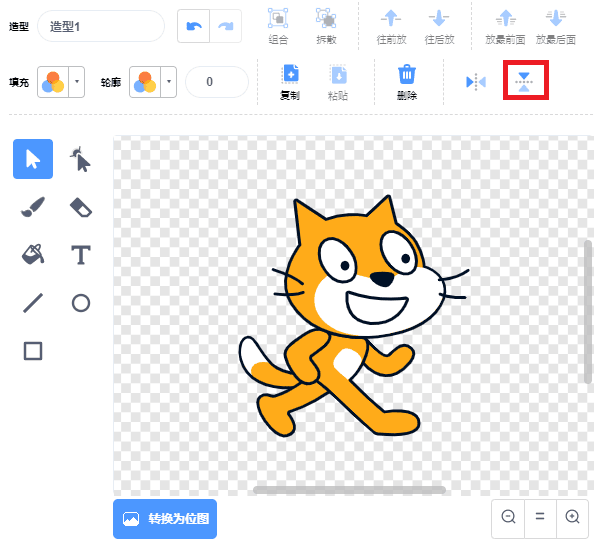 造型 造型1
组合 拆散 往前放 往后放 放最前面 放最后面
填充 轮廓 0
复制 粘贴 删除
T
转换为位图